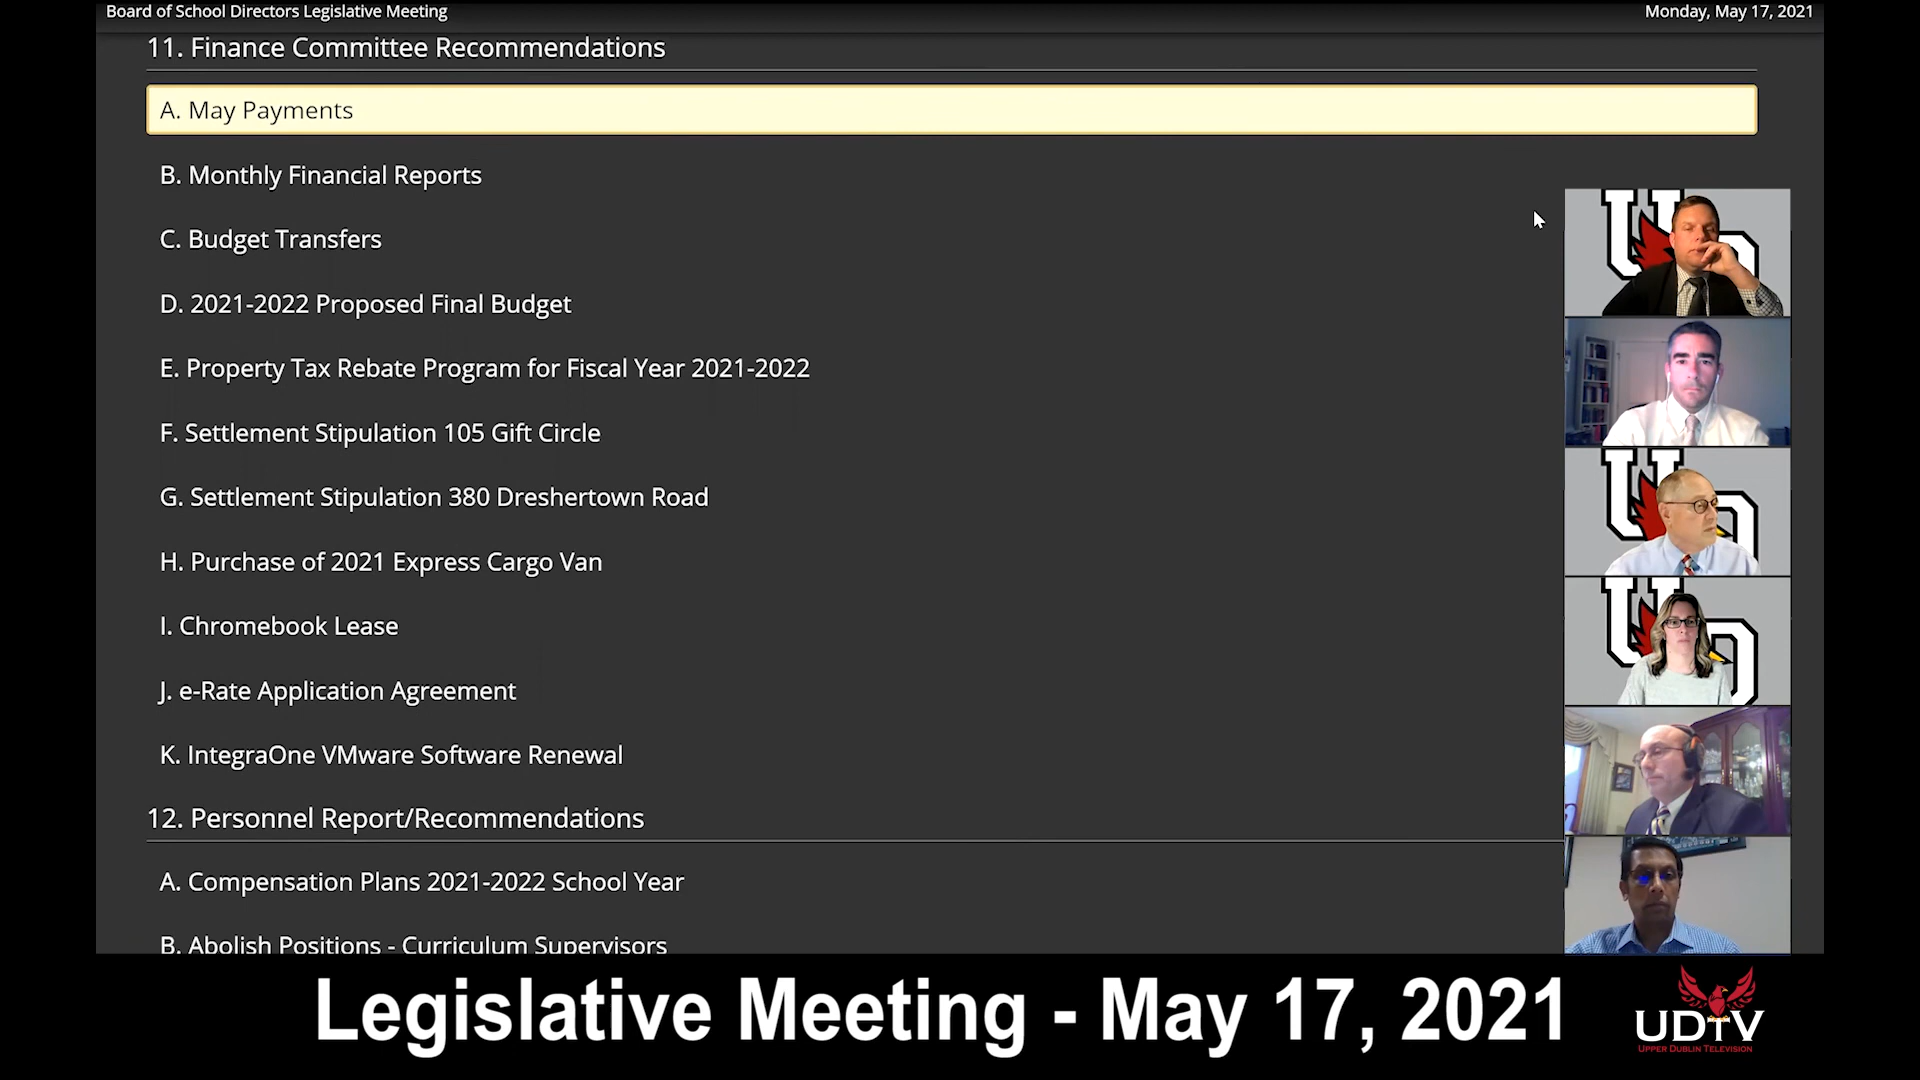 Board of School Directors Legislative Meeting
Monday, May 17, 2021
11. Finance Committee Recommendations
A. May Payments
B. Monthly Financial Reports
C. Budget Transfers
D. 2021-2022 Proposed Final Budget
E. Property Tax Rebate Program for Fiscal Year 2021-2022
F. Settlement Stipulation 105 Gift Circle
G. Settlement Stipulation 380 Dreshertown Road
H. Purchase of 2021 Express Cargo Van
I. Chromebook Lease
J. e-Rate Application Agreement
K. IntegraOne VMware Software Renewal
12. Personnel Report/Recommendations
A. Compensation Plans 2021-2022 School Year
B. Abolish Positions - Curriculum Supervisors
Legislative Meeting - May 17, 2021
UDTV
UPPER DUBLIN TELEVISION
UD
UD
UD